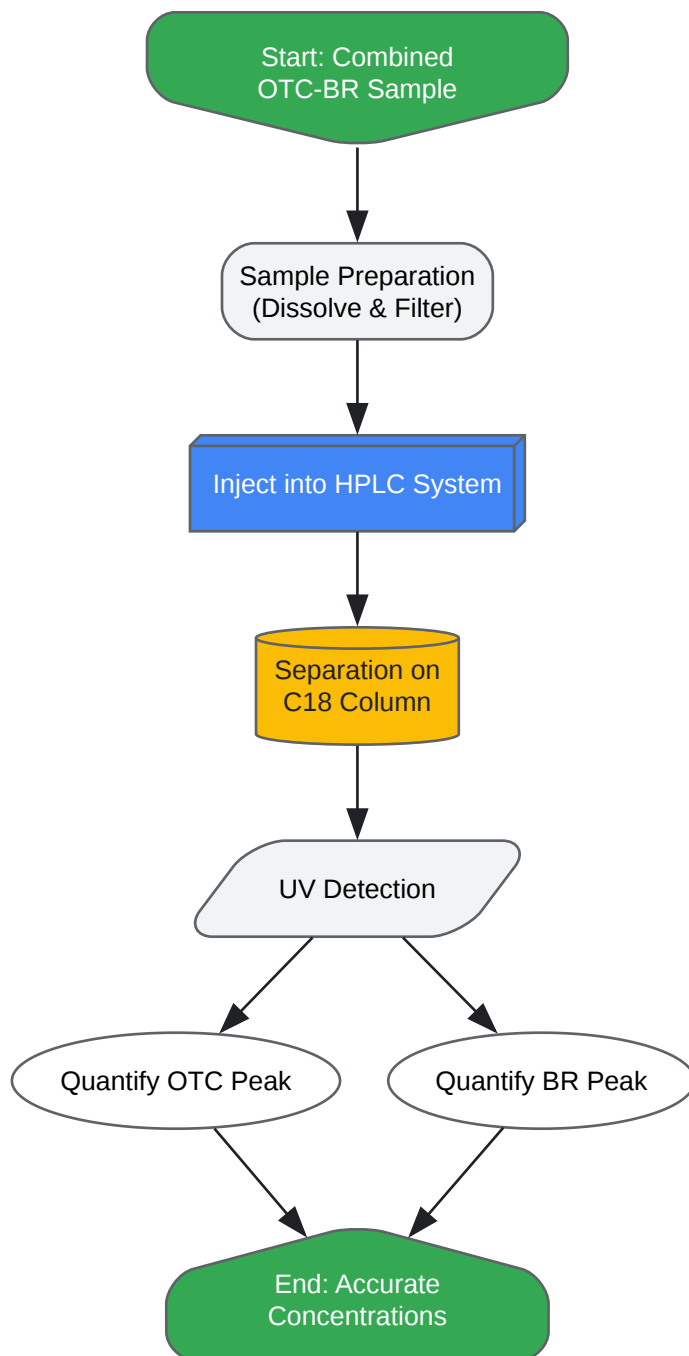 Start: Combined
OTC-BR Sample
Sample Preparation
(Dissolve & Filter)
Inject into HPLC System
Separation on
C18 Column
UV Detection
Quantify OTC Peak
Quantify BR Peak
End: Accurate
Concentrations